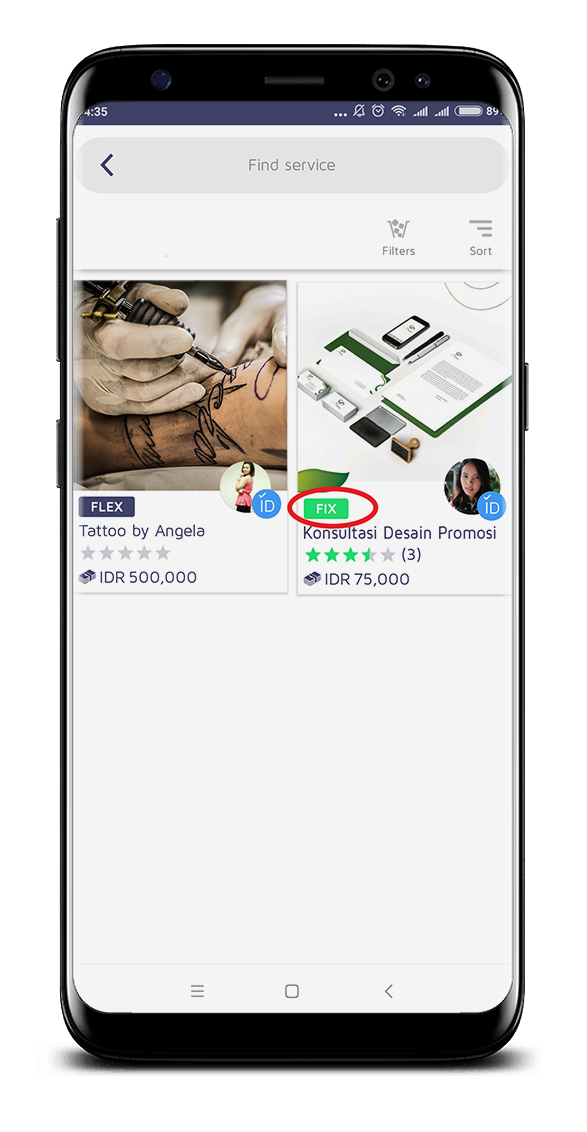 4:35
89
Find service
Filters
Sort
FLEX
iD
Tattoo by Angela
IDR 500,000
FIX
iD
Konsultasi Desain Promosi
(3)
IDR 75,000